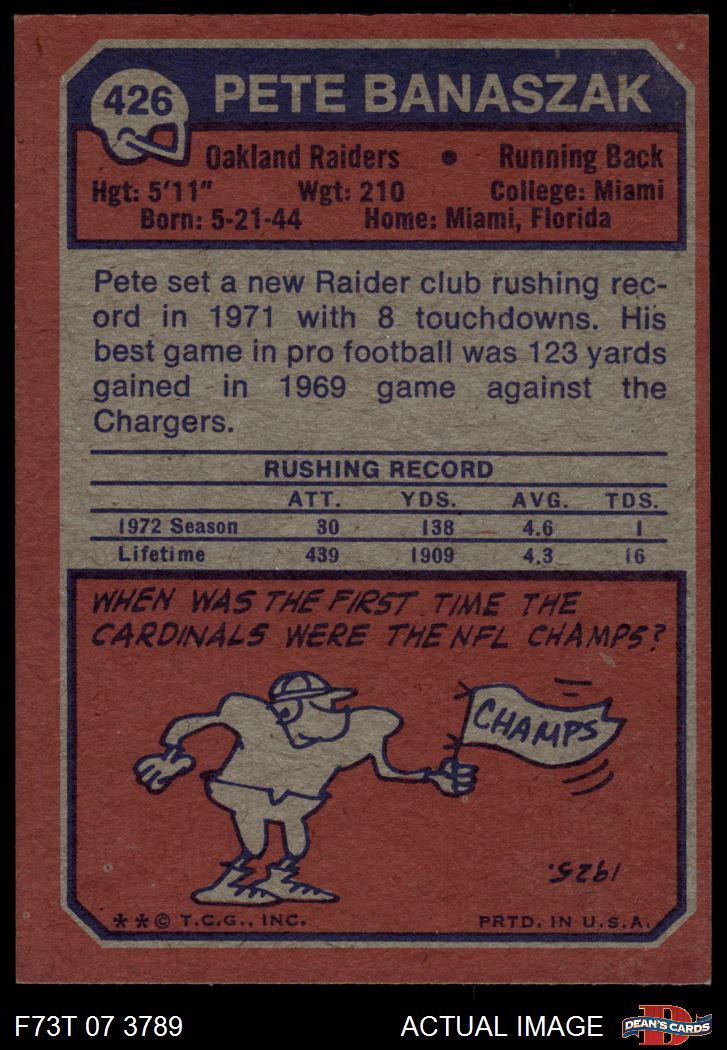 426 PETE BANASZAK
Oakland Raiders • Running Back
Hgt: 5'11" Wgt: 210 College: Miami
Born: 5-21-44 Home: Miami, Florida
Pete set a new Raider club rushing rec-
ord in 1971 with 8 touchdowns. His
best game in pro football was 123 yards
gained in 1969 game against the
Chargers.
RUSHING RECORD
ATT. YDS. AVG. TDS.
1972 Season 30 138 4.6 1
Lifetime 439 1909 4.3 16
WHEN WAS THE FIRST TIME THE
CARDINALS WERE THE NFL CHAMPS?
CHAMPS
1925.
**© T.C.G., INC. PRTD. IN U.S.A.
F73T 07 3789 ACTUAL IMAGE
D
DEAN'S CARDS